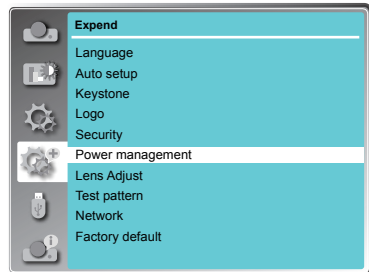 Expend
Language
Auto setup
Keystone
Logo
Security
Power management
Lens Adjust
Test pattern
Network
Factory default